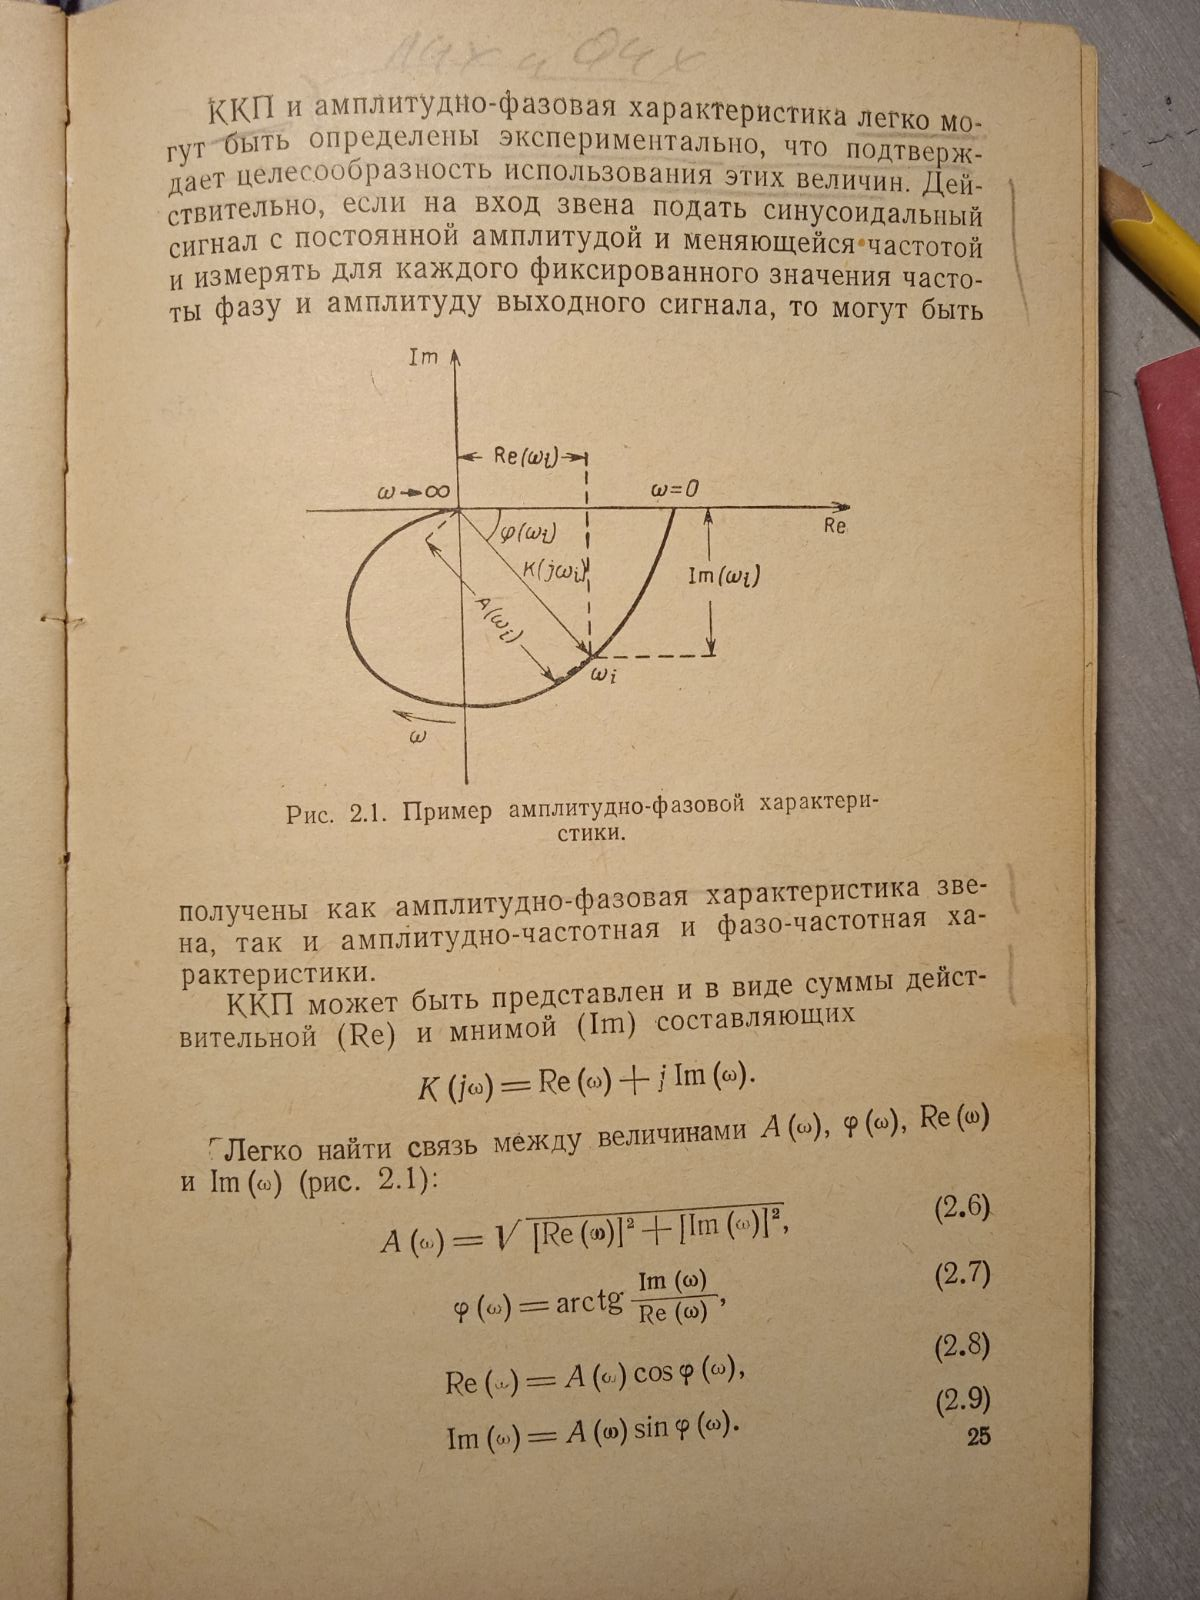 ЛЧХ и ФЧХ
ККП и амплитудно-фазовая характеристика легко мо-
гут быть определены экспериментально, что подтверж-
дает целесообразность использования этих величин. Дей-
ствительно, если на вход звена подать синусоидальный
сигнал с постоянной амплитудой и меняющейся частотой
и измерять для каждого фиксированного значения часто-
ты фазу и амплитуду выходного сигнала, то могут быть
Im
Re(ωi)
ω→∞
ω=0
Re
φ(ωi)
K(jωi)
Im(ωi)
A(ωi)
ωi
ω
Рис. 2.1. Пример амплитудно-фазовой характери-
стики.
получены как амплитудно-фазовая характеристика зве-
на, так и амплитудно-частотная и фазо-частотная ха-
рактеристики.
ККП может быть представлен и в виде суммы дейст-
вительной (Re) и мнимой (Im) составляющих
K (jω) = Re (ω) + j Im (ω).
Легко найти связь между величинами A (ω), φ (ω), Re (ω)
и Im (ω) (рис. 2.1):
A (ω) = √[Re (ω)]² + [Im (ω)]², (2.6)
φ (ω) = arctg Im (ω) / Re (ω), (2.7)
Re (ω) = A (ω) cos φ (ω), (2.8)
Im (ω) = A (ω) sin φ (ω). (2.9)
25